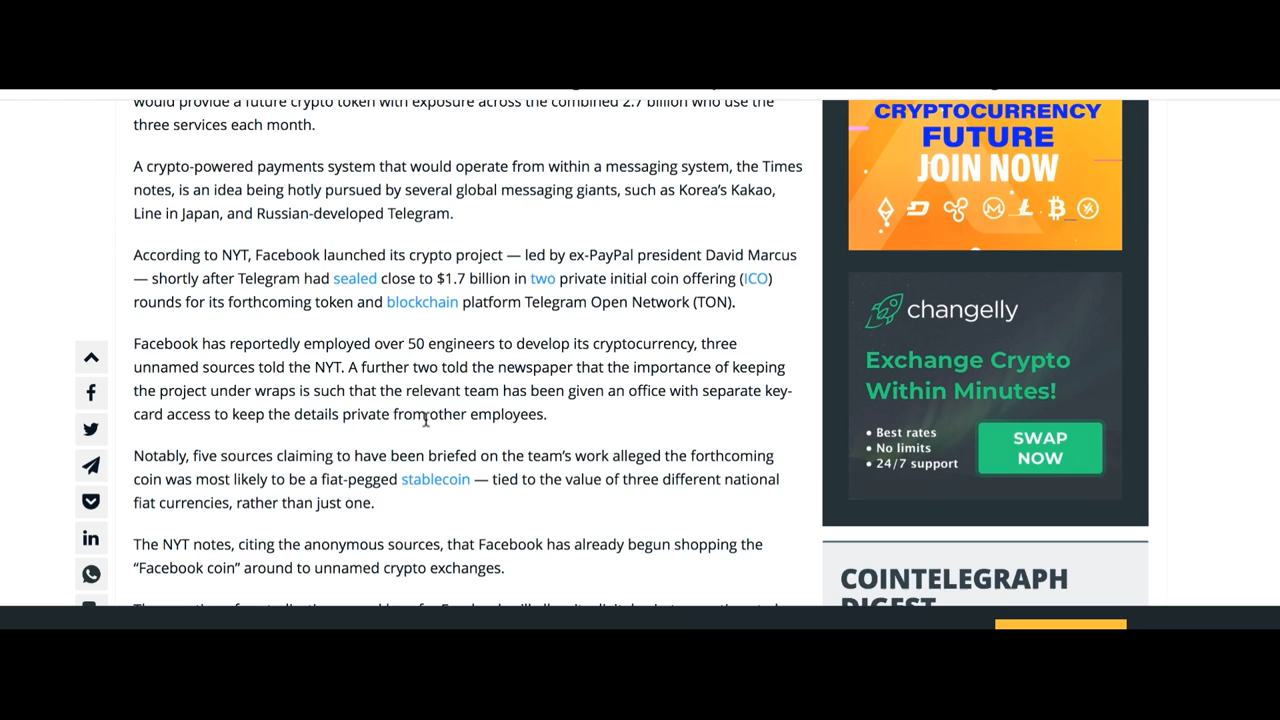 would provide a future crypto token with exposure across the combined 2.7 billion who use the
three services each month.
A crypto-powered payments system that would operate from within a messaging system, the Times
notes, is an idea being hotly pursued by several global messaging giants, such as Korea's Kakao,
Line in Japan, and Russian-developed Telegram.
According to NYT, Facebook launched its crypto project — led by ex-PayPal president David Marcus
— shortly after Telegram had sealed close to $1.7 billion in two private initial coin offering (ICO)
rounds for its forthcoming token and blockchain platform Telegram Open Network (TON).
Facebook has reportedly employed over 50 engineers to develop its cryptocurrency, three
unnamed sources told the NYT. A further two told the newspaper that the importance of keeping
the project under wraps is such that the relevant team has been given an office with separate key-
card access to keep the details private from other employees.
Notably, five sources claiming to have been briefed on the team's work alleged the forthcoming
coin was most likely to be a fiat-pegged stablecoin — tied to the value of three different national
fiat currencies, rather than just one.
The NYT notes, citing the anonymous sources, that Facebook has already begun shopping the
“Facebook coin” around to unnamed crypto exchanges.
CRYPTOCURRENCY
FUTURE
JOIN NOW
changelly
Exchange Crypto
Within Minutes!
• Best rates
• No limits
• 24/7 support
SWAP
NOW
COINTELEGRAPH
DIGEST